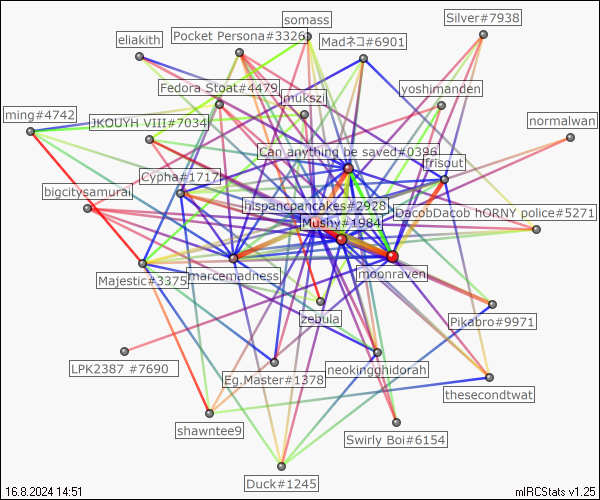 somass
Silver#7938
eliakith
Pocket Persona#3326
Madネコ#6901
Fedora Stoat#4479
yoshimanden
mukszi
ming#4742
JKOUYH VIII#7034
normalwan
Can anything be saved#0396
frisout
Cypha#1717
bigcitysamurai
hispancpancakes#2928
DacobDacob hORNY police#5271
Mushy#1984
Majestic#3375
marcemadness
moonraven
zebula
Pikabro#9971
LPK2387 #7690
Eg.Master#1378
neokingghidorah
thesecondtwat
shawntee9
Swirly Boi#6154
Duck#1245
16.8.2024 14:51
mIRCStats v1.25